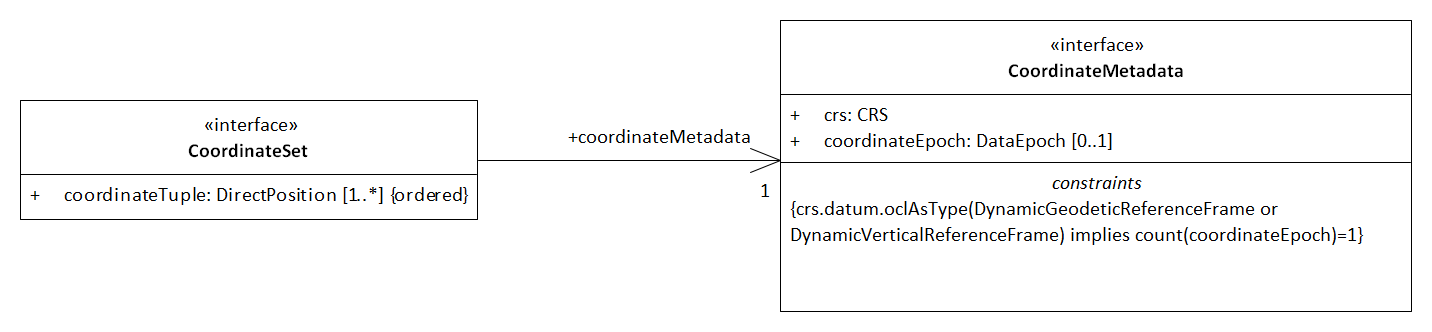 «interface»
CoordinateSet
+ coordinateTuple: DirectPosition [1..*] {ordered}
+coordinateMetadata
1
«interface»
CoordinateMetadata
+ crs: CRS
+ coordinateEpoch: DataEpoch [0..1]
constraints
{crs.datum.oclAsType(DynamicGeodeticReferenceFrame or
DynamicVerticalReferenceFrame) implies count(coordinateEpoch)=1}